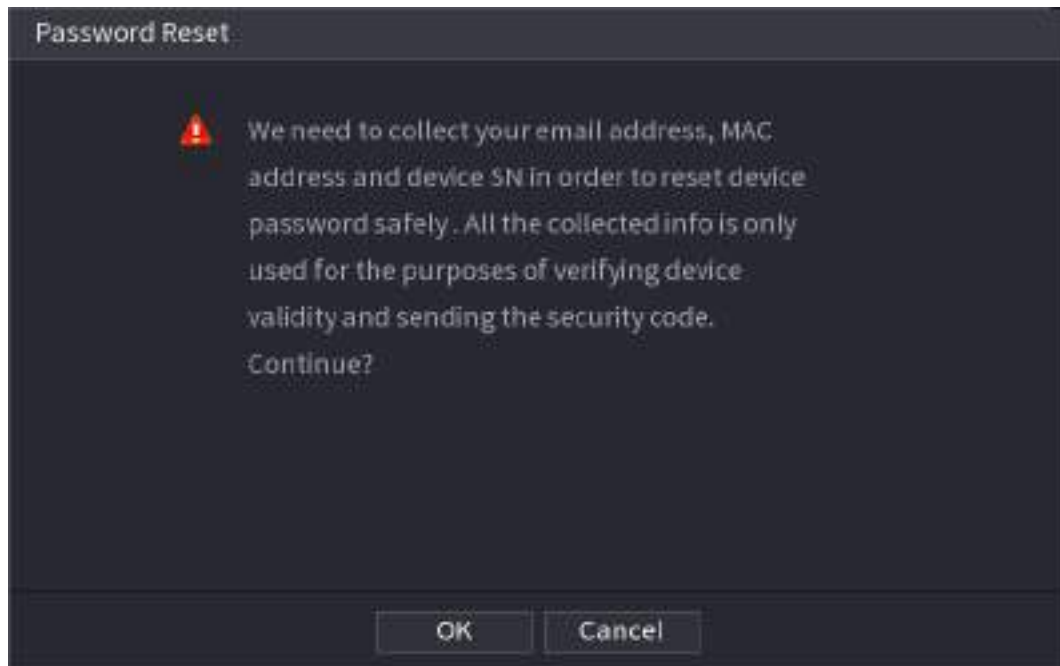 Password Reset
We need to collect your email address, MAC
address and device SN in order to reset device
password safely. All the collected info is only
used for the purposes of verifying device
validity and sending the security code.
Continue?
OK
Cancel